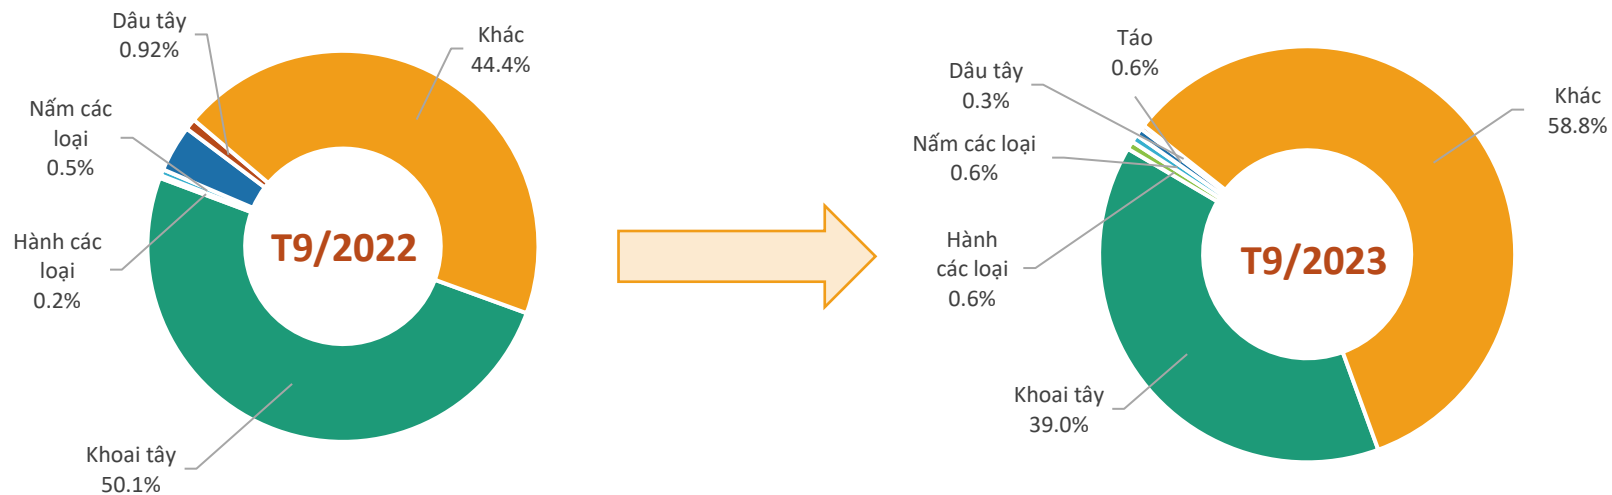 Dâu tây
0.92%
Khác
44.4%
Nấm các
loại
0.5%
Hành các
loại
0.2%
T9/2022
Khoai tây
50.1%
Táo
0.6%
Dâu tây
0.3%
Khác
58.8%
Nấm các loại
0.6%
Hành
các loại
0.6%
T9/2023
Khoai tây
39.0%